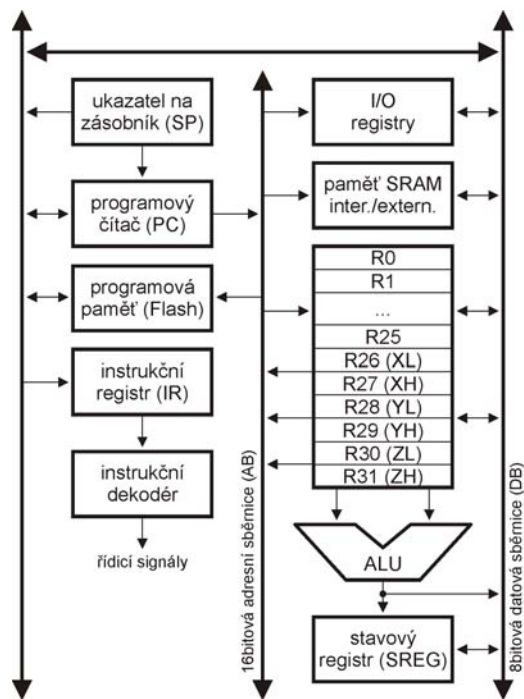 ukazatel na
zásobník (SP)
programový
čítač (PC)
programová
paměť (Flash)
instrukční
registr (IR)
instrukční
dekodér
řídicí signály
16bitová adresní sběrnice (AB)
I/O
registry
paměť SRAM
inter./extern.
R0
R1
...
R25
R26 (XL)
R27 (XH)
R28 (YL)
R29 (YH)
R30 (ZL)
R31 (ZH)
ALU
stavový
registr (SREG)
8bitová datová sběrnice (DB)